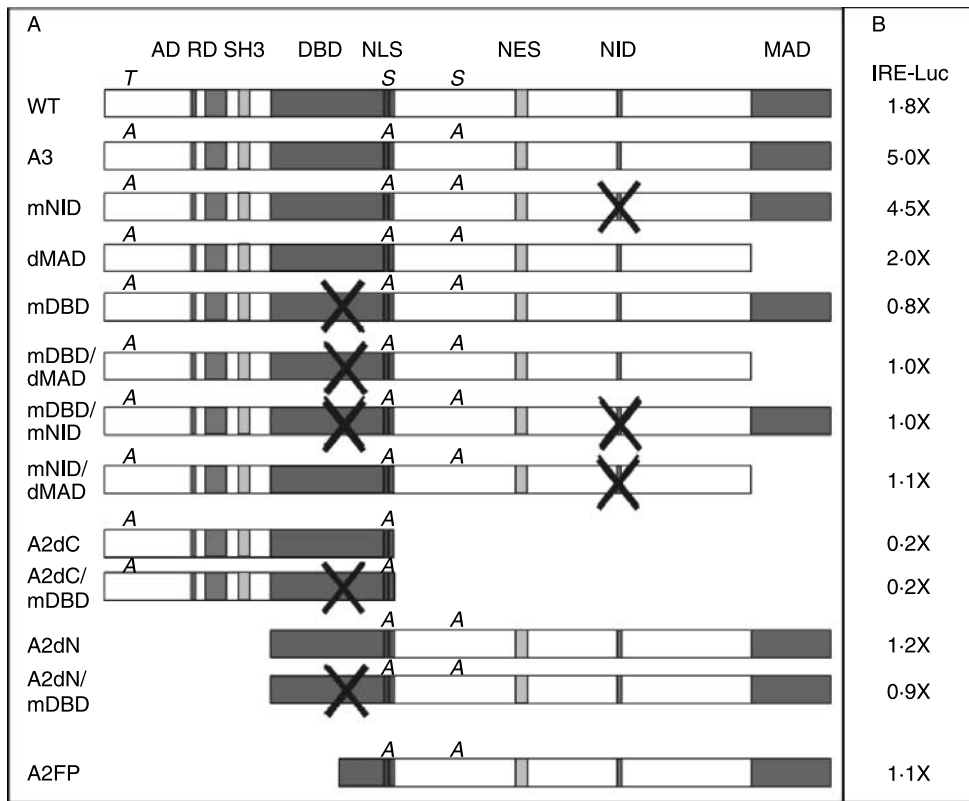 A
B
AD RD SH3 DBD NLS NES NID MAD
IRE-Luc
T S S
WT 1·8X
A A A
A3 5·0X
A A A
mNID 4·5X
A A A
dMAD 2·0X
A A A
mDBD 0·8X
A A A
mDBD/
dMAD 1·0X
A A A
mDBD/
mNID 1·0X
A A A
mNID/
dMAD 1·1X
A A
A2dC 0·2X
A A
A2dC/
mDBD 0·2X
A A
A2dN 1·2X
A A
A2dN/
mDBD 0·9X
A A
A2FP 1·1X